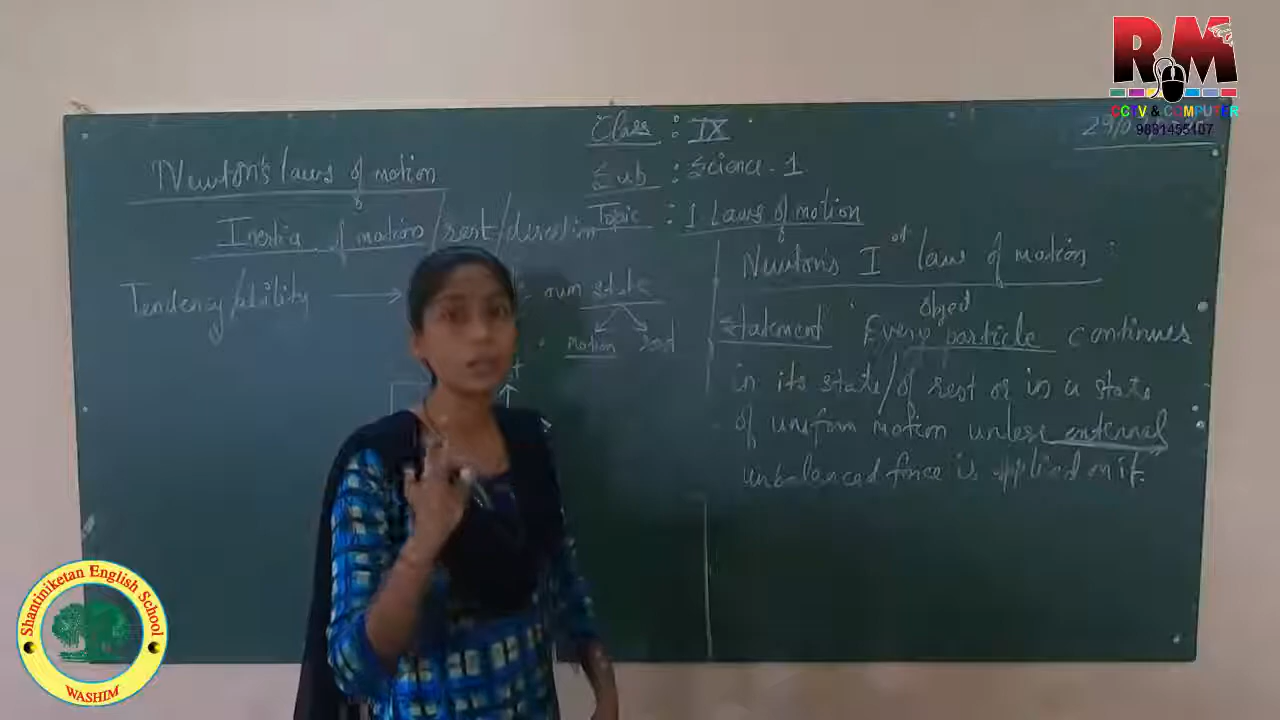 Class : IX
Sub : Science - 1
Topic : 1 Laws of motion
Newton's laws of motion
Inertia of motion/rest/direction
Tendency/ability → own state
motion rest
Newton's Ist law of motion :
object
Statement Every particle continues
in its state/of rest or in a state
of uniform motion unless external
unbalanced force is applied on it.
RM
CCTV & COMPUTER
9891455107
Shantiniketan English School
WASHIM